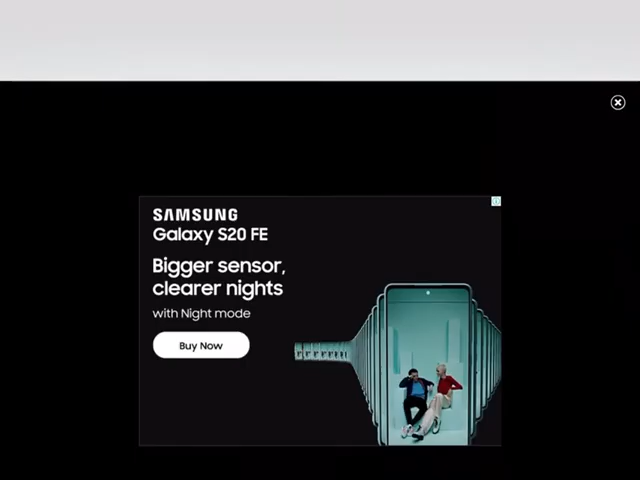 SAMSUNG
Galaxy S20 FE
Bigger sensor,
clearer nights
with Night mode
Buy Now